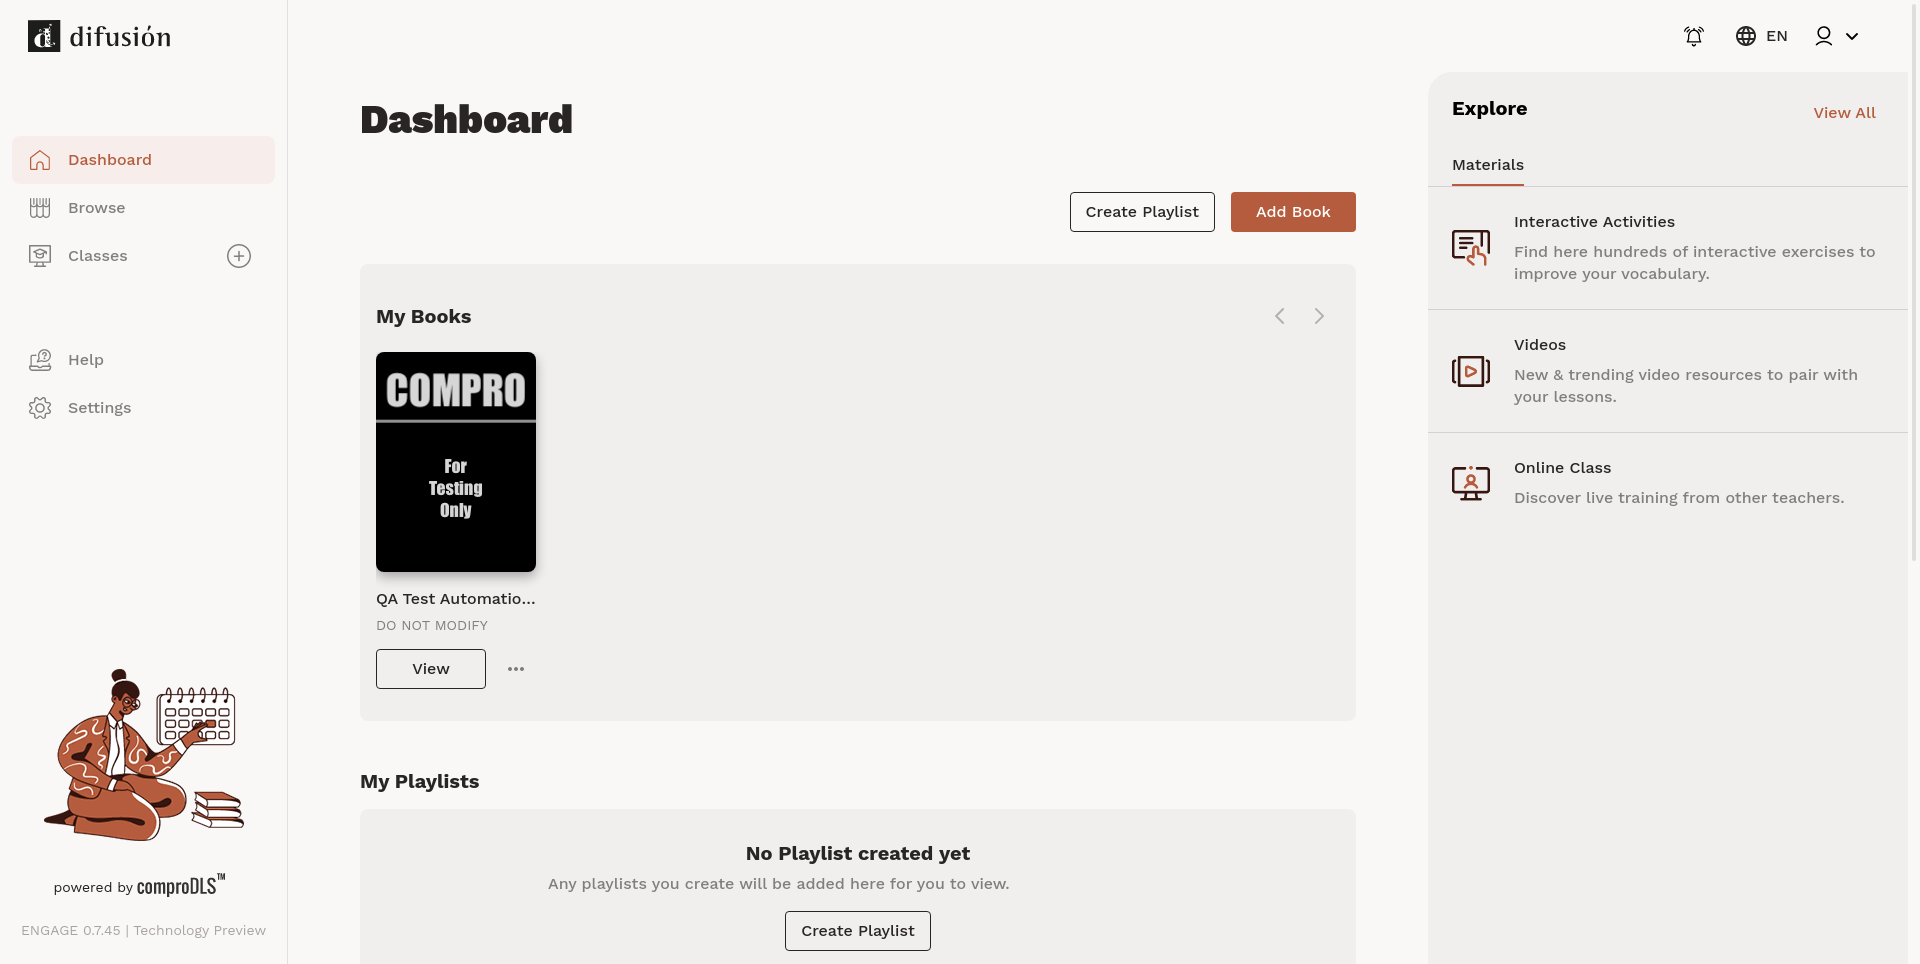 difusión
Dashboard
Browse
Classes
Help
Settings
powered by comproDLS™
ENGAGE 0.7.45 | Technology Preview
EN
Dashboard
Create Playlist
Add Book
My Books
COMPRO
For
Testing
Only
QA Test Automatio...
DO NOT MODIFY
View
My Playlists
No Playlist created yet
Any playlists you create will be added here for you to view.
Create Playlist
Explore
View All
Materials
Interactive Activities
Find here hundreds of interactive exercises to
improve your vocabulary.
Videos
New & trending video resources to pair with
your lessons.
Online Class
Discover live training from other teachers.